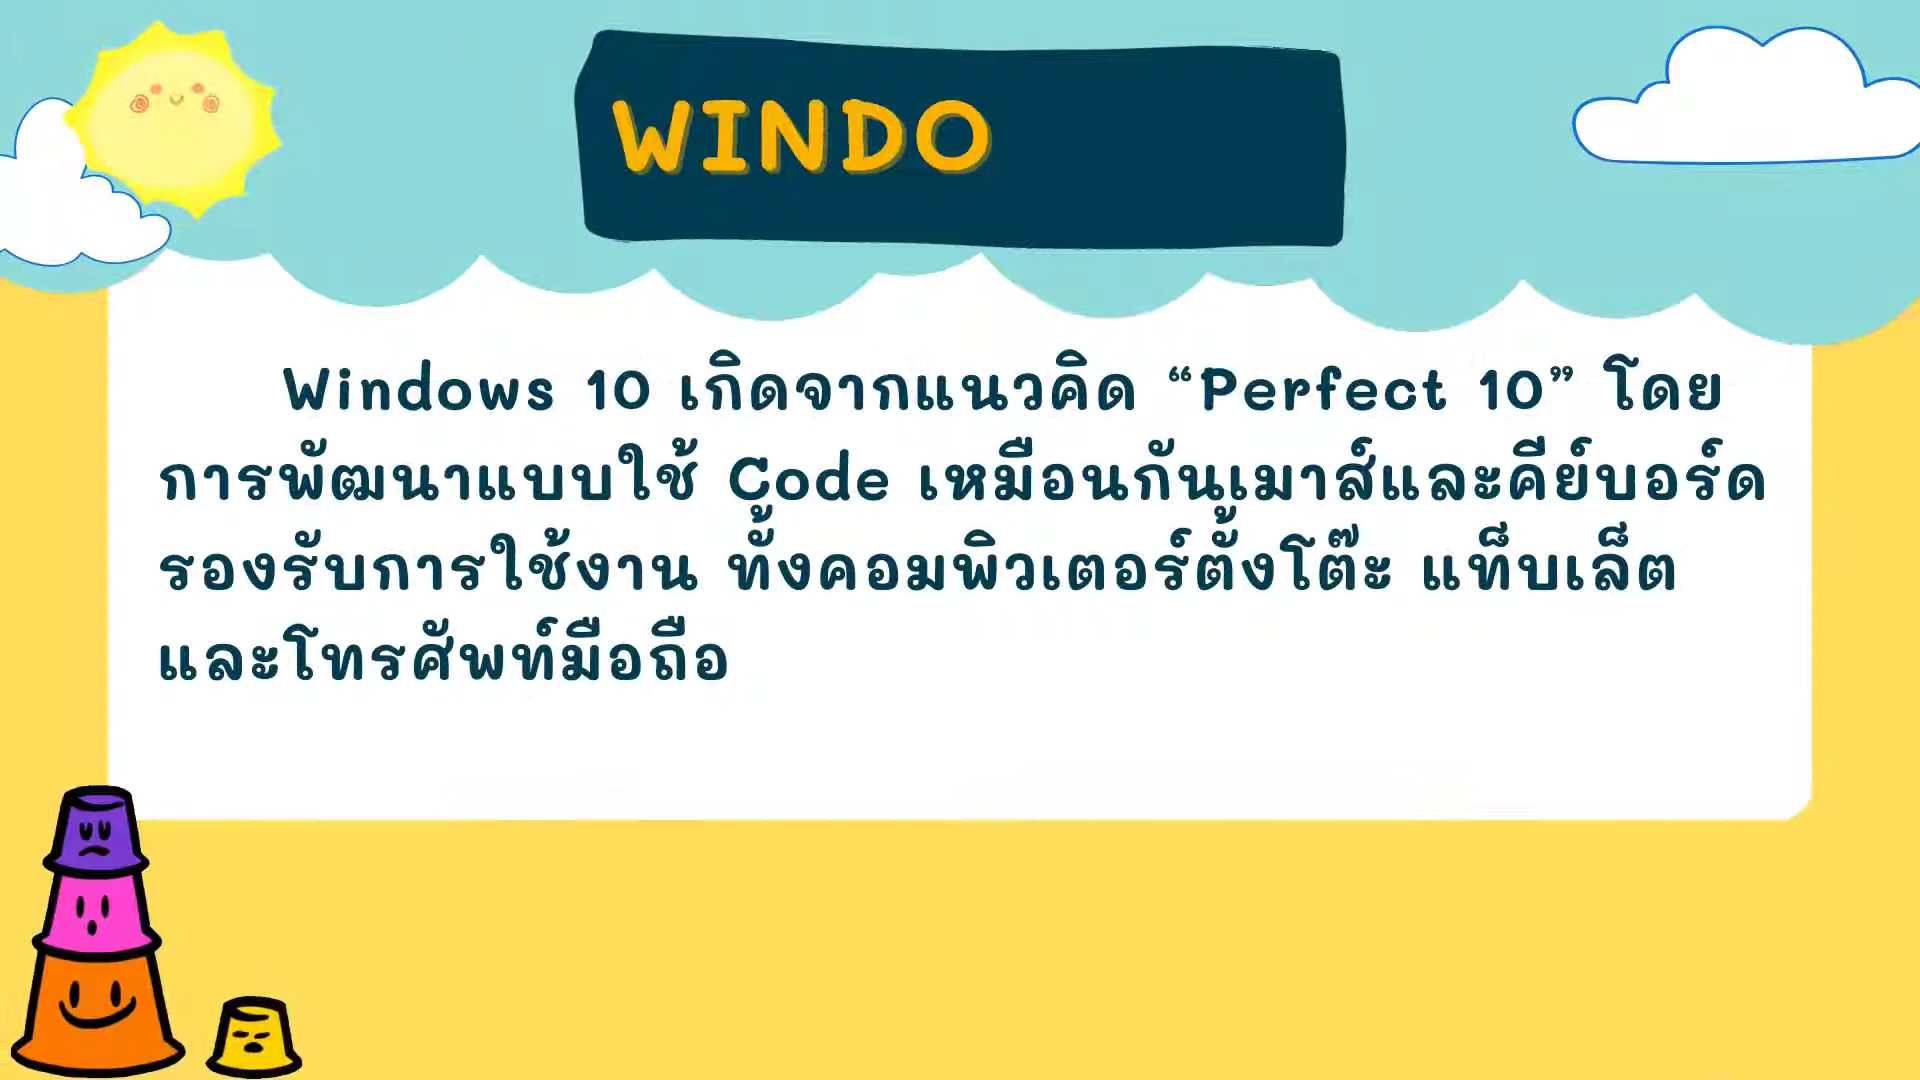 WINDO
Windows 10 เกิดจากแนวคิด “Perfect 10” โดย
การพัฒนาแบบใช้ Code เหมือนกันเมาส์และคีย์บอร์ด
รองรับการใช้งาน ทั้งคอมพิวเตอร์ตั้งโต๊ะ แท็บเล็ต
และโทรศัพท์มือถือ